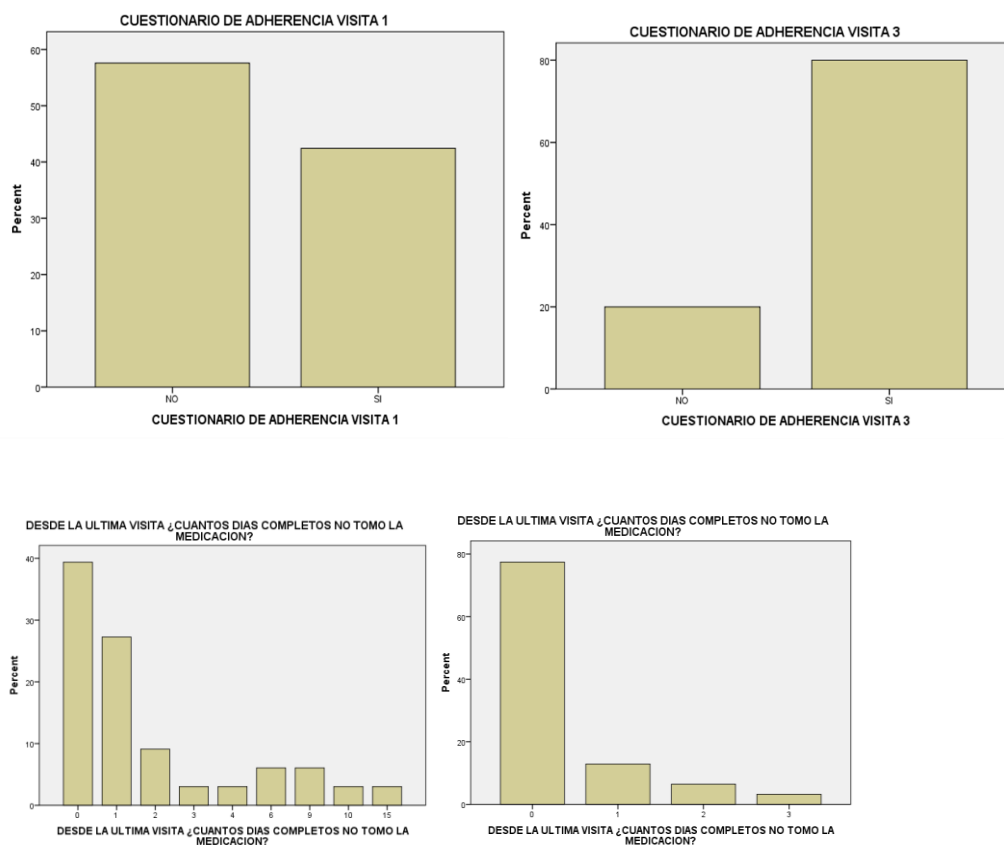 CUESTIONARIO DE ADHERENCIA VISITA 1
Percent
60
50
40
30
20
10
0
NO
SI
CUESTIONARIO DE ADHERENCIA VISITA 1
CUESTIONARIO DE ADHERENCIA VISITA 3
Percent
80
60
40
20
0
NO
SI
CUESTIONARIO DE ADHERENCIA VISITA 3
DESDE LA ULTIMA VISITA ¿CUANTOS DIAS COMPLETOS NO TOMO LA
MEDICACION?
Percent
40
30
20
10
0
0 1 2 3 4 6 9 10 15
DESDE LA ULTIMA VISITA ¿CUANTOS DIAS COMPLETOS NO TOMO LA
MEDICACION?
DESDE LA ULTIMA VISITA ¿CUANTOS DIAS COMPLETOS NO TOMO LA
MEDICACION?
Percent
80
60
40
20
0
0 1 2 3
DESDE LA ULTIMA VISITA ¿CUANTOS DIAS COMPLETOS NO TOMO LA
MEDICACION?